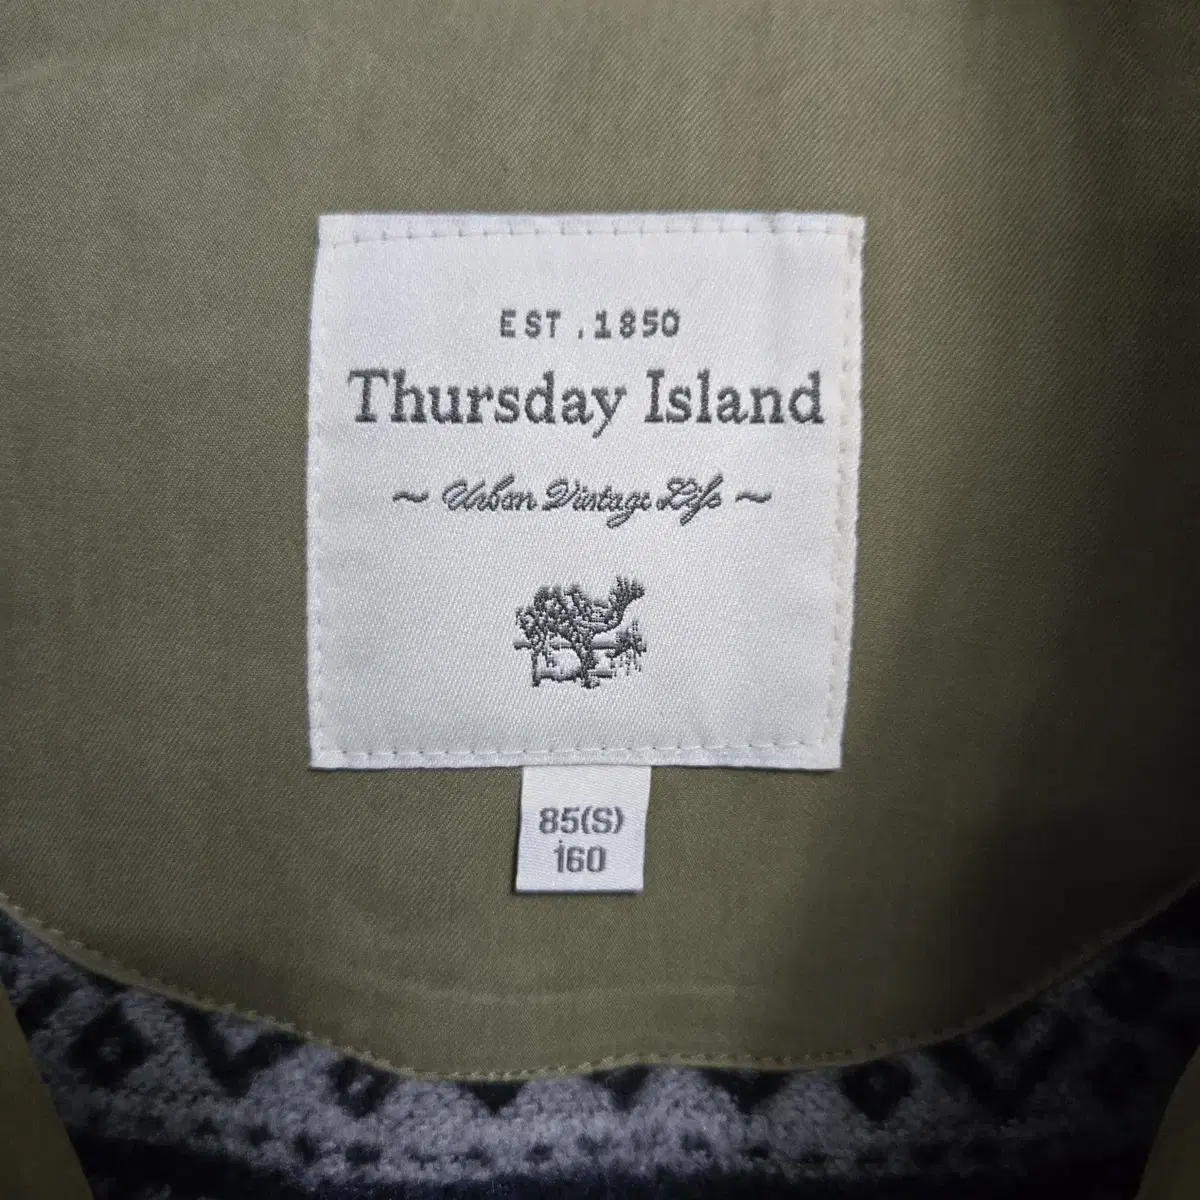 EST.1850
Thursday Island
~ Urban Vintage Life ~
85(S)
160